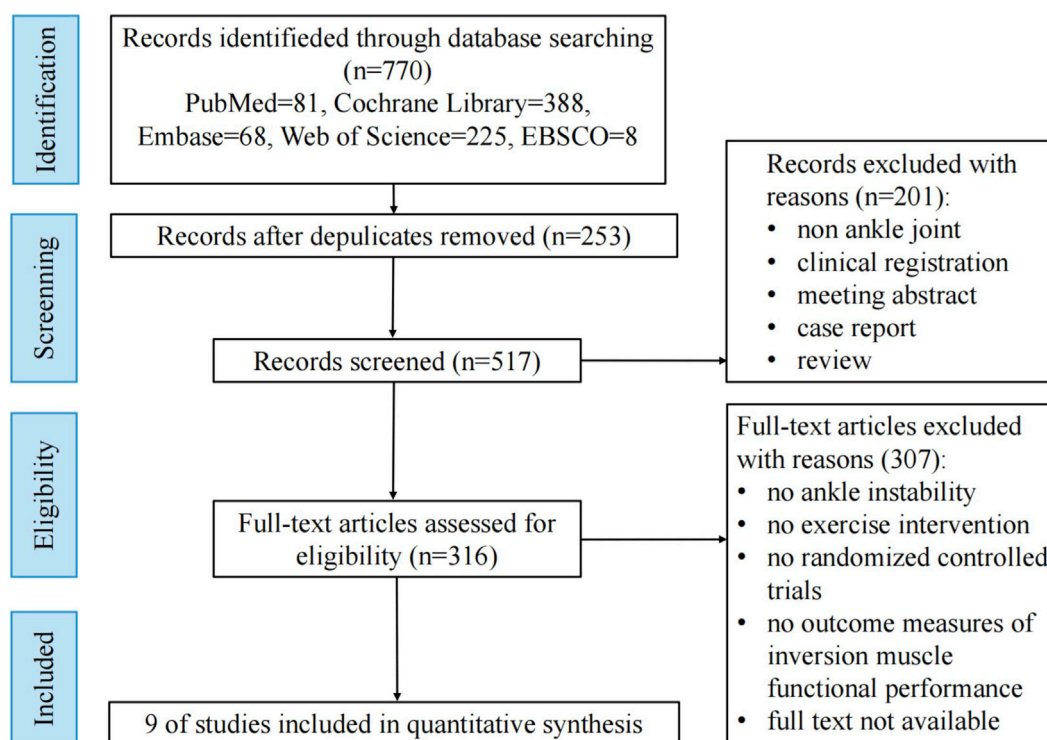 Identification
Records identifieded through database searching
(n=770)
PubMed=81, Cochrane Library=388,
Embase=68, Web of Science=225, EBSCO=8
Screnning
Records after depulicates removed (n=253)
Records screened (n=517)
Records excluded with
reasons (n=201):
• non ankle joint
• clinical registration
• meeting abstract
• case report
• review
Eligibility
Full-text articles assessed for
eligibility (n=316)
Full-text articles excluded
with reasons (307):
• no ankle instability
• no exercise intervention
• no randomized controlled
trials
• no outcome measures of
inversion muscle
functional performance
• full text not available
Included
9 of studies included in quantitative synthesis